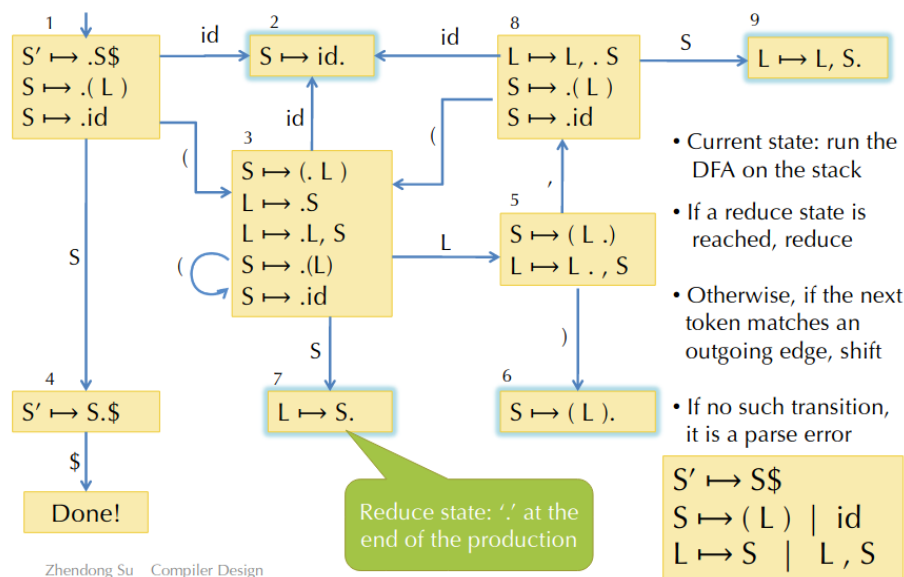 1
S′ ↦ .S$
S ↦ .( L )
S ↦ .id
id
2
S ↦ id.
id
8
L ↦ L, . S
S ↦ .( L )
S ↦ .id
S
9
L ↦ L, S.
(
id
3
S ↦ (. L )
L ↦ .S
L ↦ .L, S
S ↦ .(L)
S ↦ .id
(
(
,
L
5
S ↦ ( L .)
L ↦ L . , S
S
S
)
4
S′ ↦ S.$
7
L ↦ S.
6
S ↦ ( L ).
$
Done!
Reduce state: ‘.’ at the
end of the production
• Current state: run the
DFA on the stack
• If a reduce state is
reached, reduce
• Otherwise, if the next
token matches an
outgoing edge, shift
• If no such transition,
it is a parse error
S′ ↦ S$
S ↦ ( L ) | id
L ↦ S | L , S
Zhendong Su Compiler Design